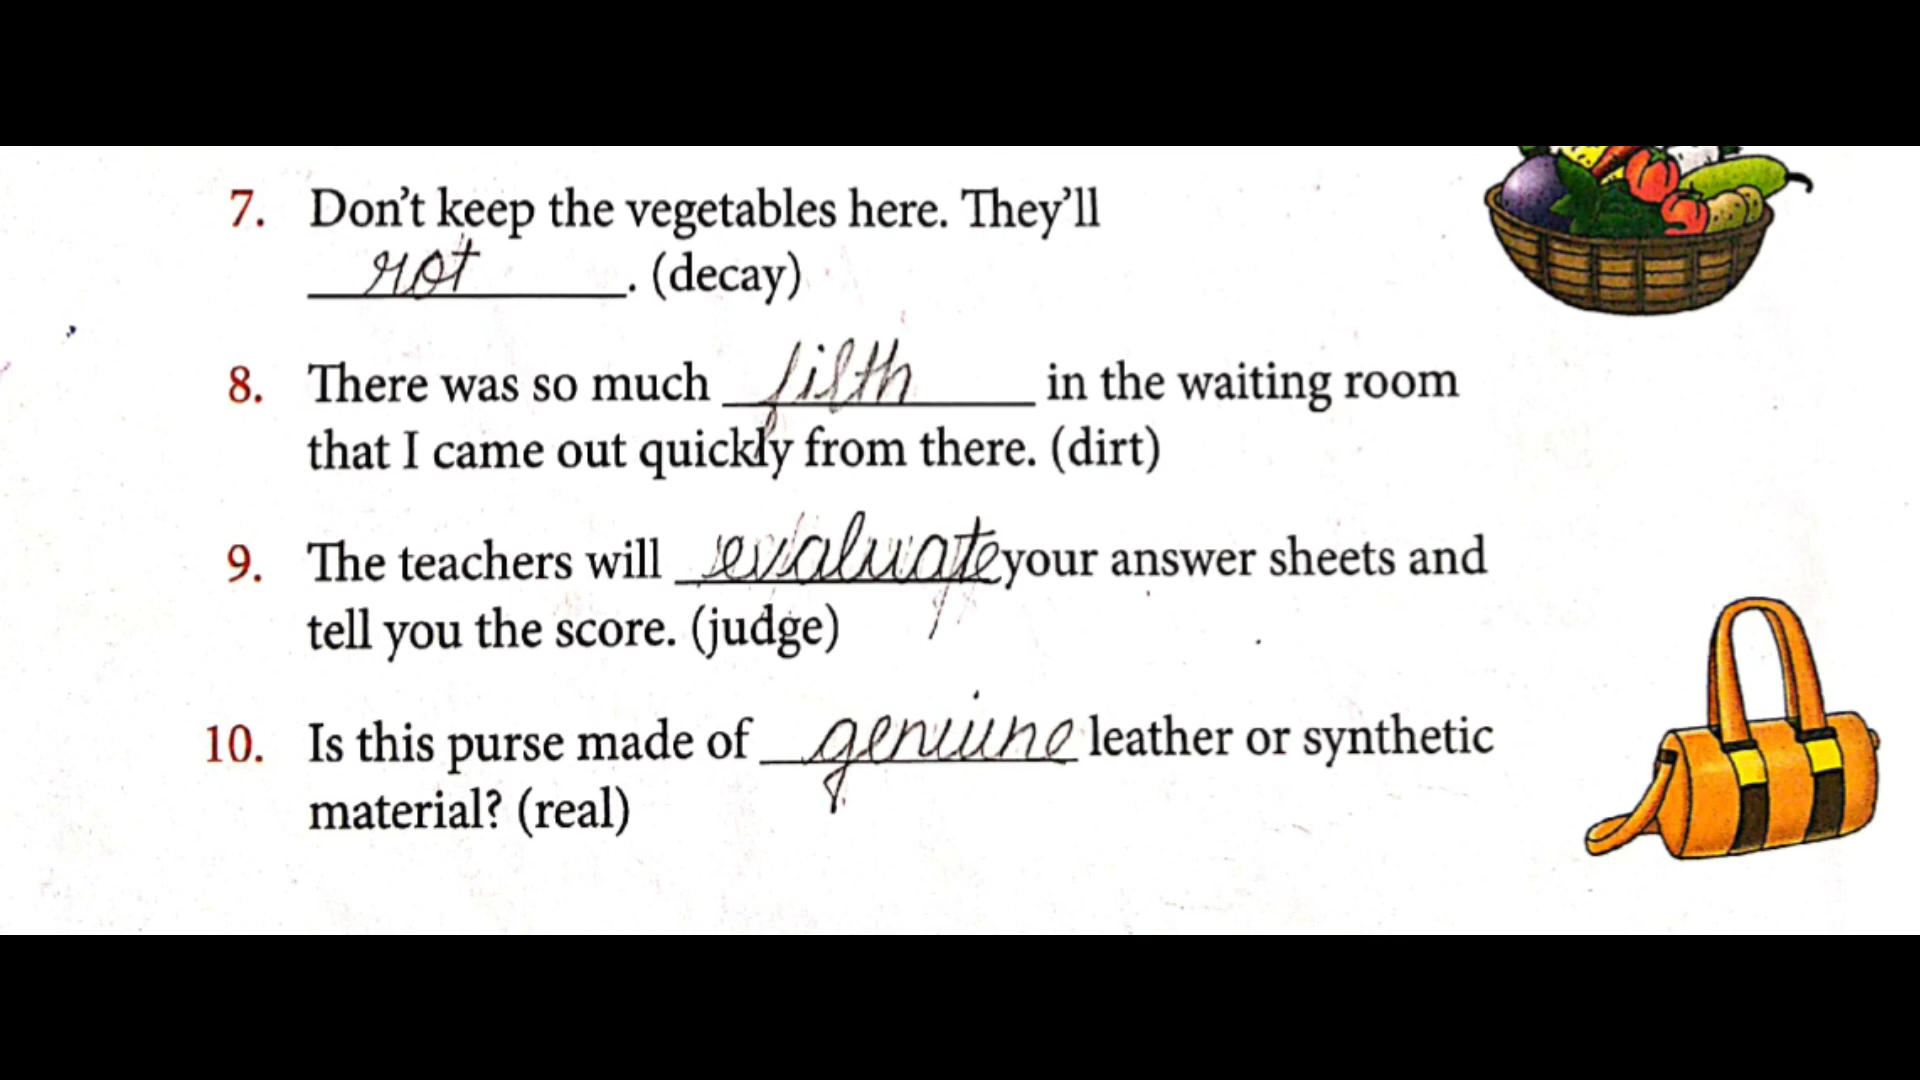 7. Don't keep the vegetables here. They'll
rot. (decay)
8. There was so much filth in the waiting room
that I came out quickly from there. (dirt)
9. The teachers will evaluate your answer sheets and
tell you the score. (judge)
10. Is this purse made of geniune leather or synthetic
material? (real)